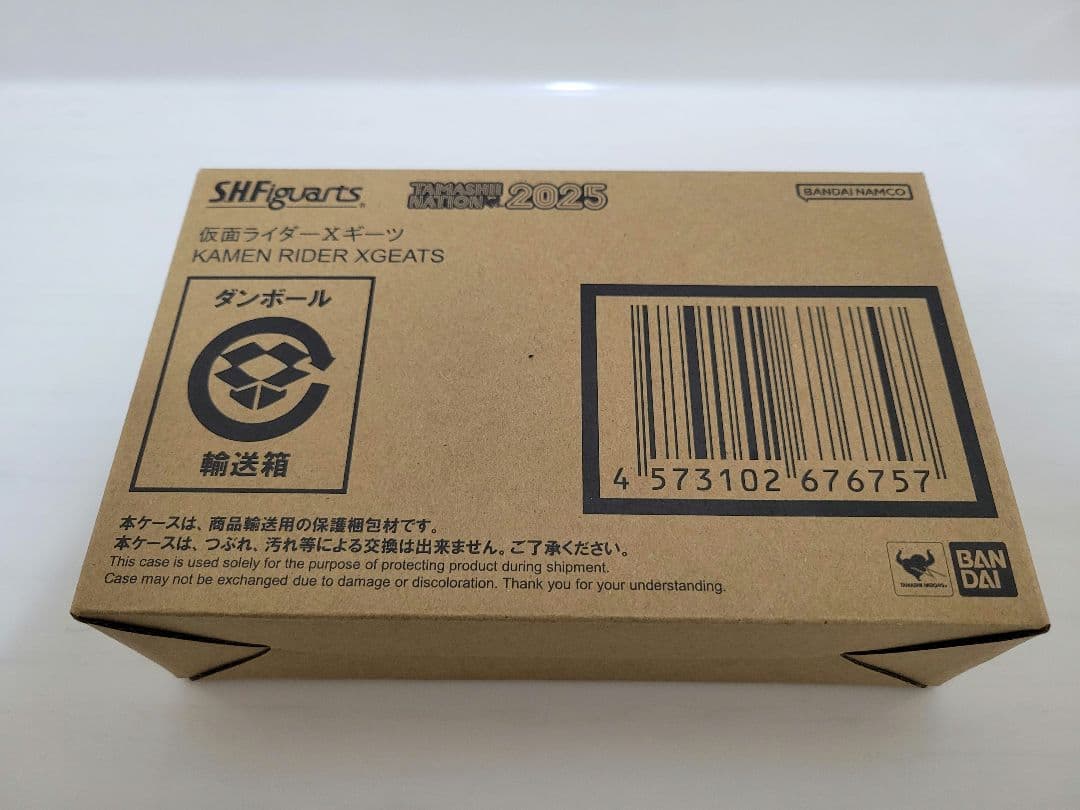 S.H.Figuarts
TAMASHII NATION 2025
BANDAI NAMCO
仮面ライダーXギーツ
KAMEN RIDER XGEATS
ダンボール
輸送箱
4 573102 676757
本ケースは、商品輸送用の保護梱包材です。
本ケースは、つぶれ、汚れ等による交換は出来ません。ご了承ください。
This case is used solely for the purpose of protecting product during shipment.
Case may not be exchanged due to damage or discoloration. Thank you for your understanding.
TAMASHII NATIONS
BAN
DAI